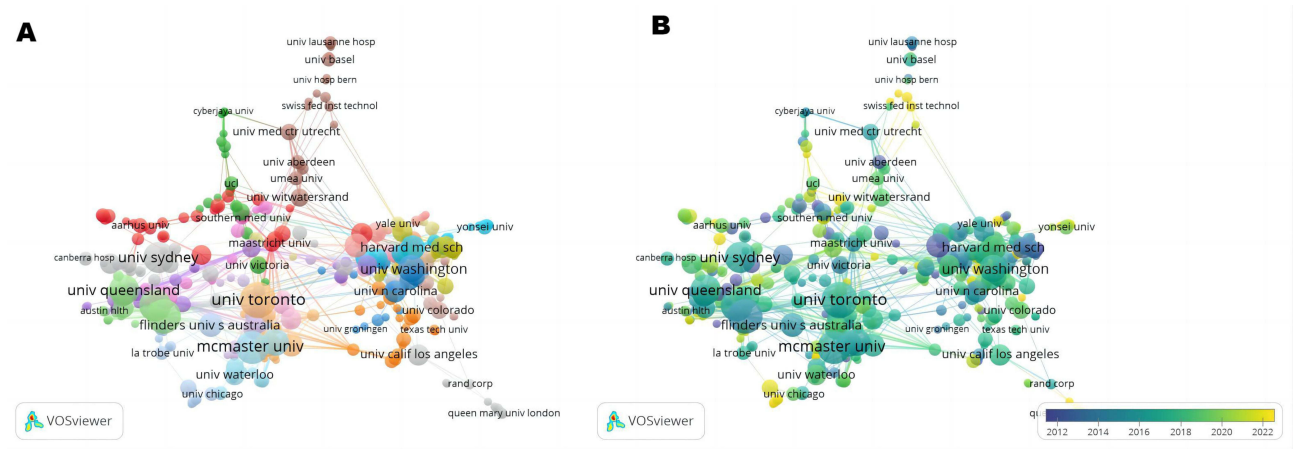 A
univ lausanne hosp
univ basel
univ hosp bern
swiss fed inst technol
cyberjaya univ
univ med ctr utrecht
univ aberdeen
umea univ
ucl
univ witwatersrand
southern med univ
aarhus univ
yale univ
yonsei univ
maastricht univ
harvard med sch
canberra hosp
univ sydney
univ victoria
univ washington
univ queensland
univ toronto
univ n carolina
austin hlth
univ colorado
flinders univ s australia
univ groningen
texas tech univ
la trobe univ
mcmaster univ
univ calif los angeles
univ waterloo
rand corp
univ chicago
queen mary univ london
VOSviewer
B
univ lausanne hosp
univ basel
univ hosp bern
swiss fed inst technol
cyberjaya univ
univ med ctr utrecht
univ aberdeen
umea univ
ucl
univ witwatersrand
southern med univ
aarhus univ
yale univ
yonsei univ
maastricht univ
harvard med sch
canberra hosp
univ sydney
univ victoria
univ washington
univ queensland
univ toronto
univ n carolina
austin hlth
univ colorado
flinders univ s australia
univ groningen
texas tech univ
la trobe univ
mcmaster univ
univ calif los angeles
univ waterloo
rand corp
univ chicago
VOSviewer
2012 2014 2016 2018 2020 2022